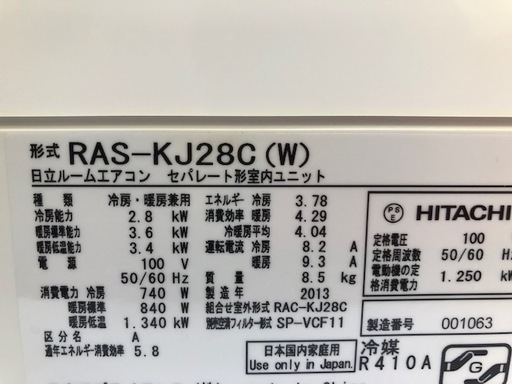 形式 RAS-KJ28C(W)
日立ルームエアコン セパレート形室内ユニット
種類 冷房・暖房兼用
冷房能力 2.8 kW
暖房標準能力 3.6 kW
暖房低温能力 3.4 kW
電源 100 V
50/60 Hz
消費電力 冷房 740 W
暖房標準 840 W
暖房低温 1.340 kW
区分名 A
通年エネルギー消費効率 5.8
エネルギー 冷房 3.78
消費効率 暖房 4.29
冷暖房平均 4.04
運転電流 冷房 8.2 A
暖房 9.3 A
質量 8.5 kg
製造年 2013
組合せ室外形式 RAC-KJ28C
別売空清フィルター形式 SP-VCF11
日本国内家庭用
Use only in Japan.
PS
E
HITACHI
定格電圧 100
定格周波数 50/60 H
電動機の定格消費電力 1.250 k
製造番号 001063
冷媒
R410A
G